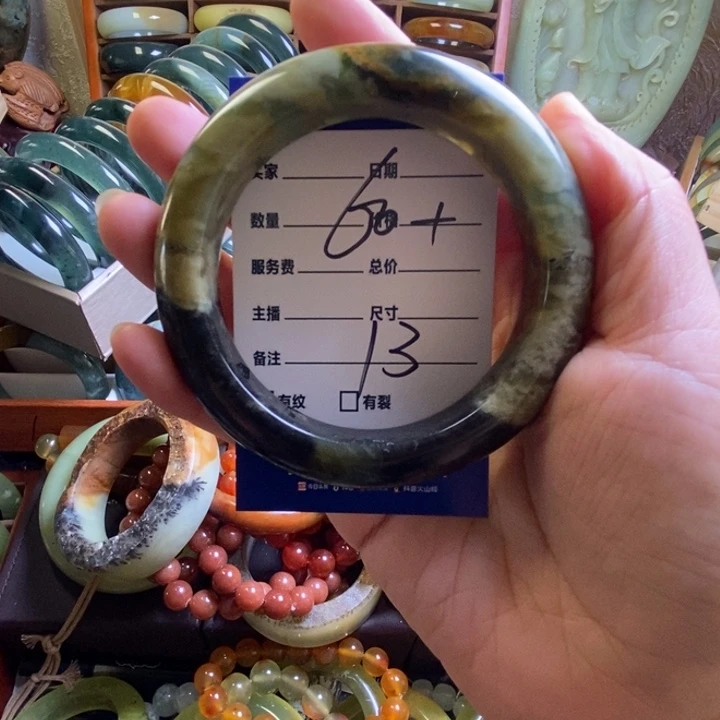 卖家 日期
60+
数量
服务费 总价
主播 尺寸
13
备注
有纹 有裂